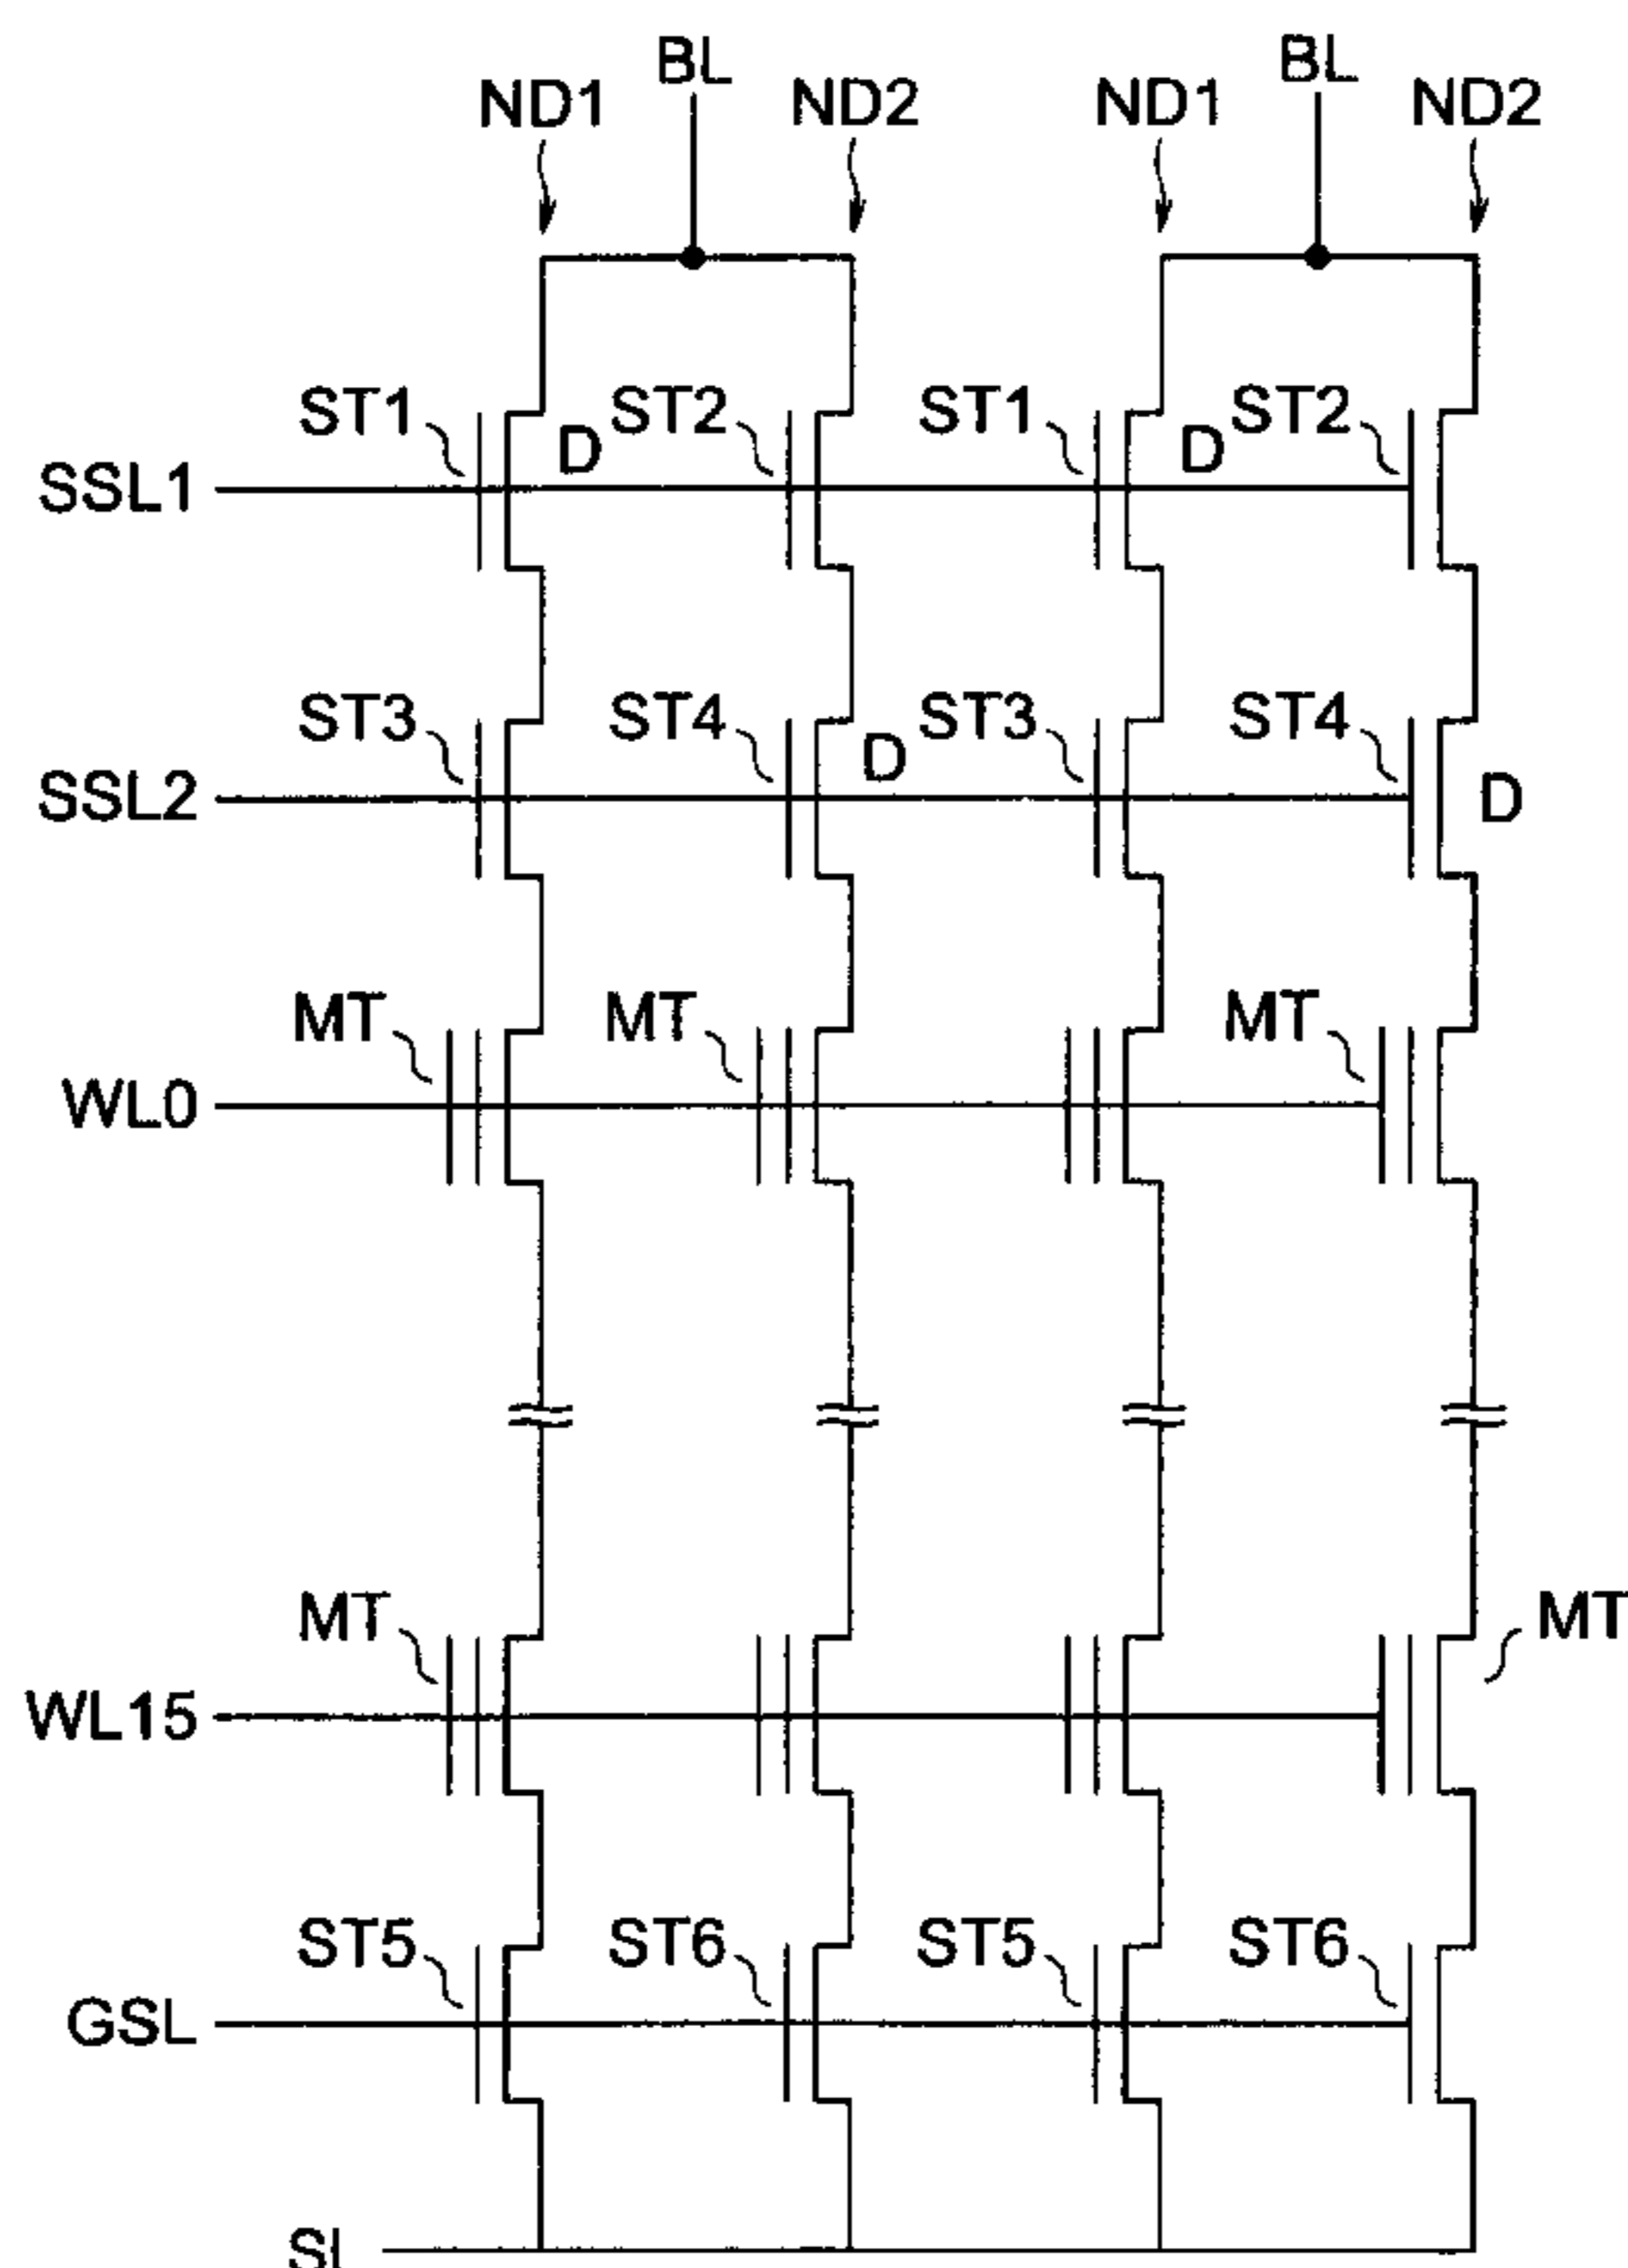 BL BL
ND1 ND2 ND1 ND2
ST1 D ST2 ST1 D ST2
SSL1
ST3 ST4 D ST3 ST4
SSL2 D
MT MT MT
WL0
MT MT
WL15
ST5 ST6 ST5 ST6
GSL
SL